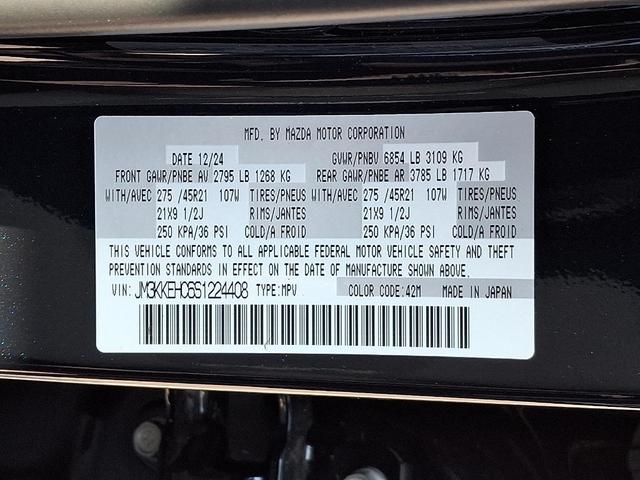 MFD. BY MAZDA MOTOR CORPORATION
DATE 12/24 GVWR/PNBV 6854 LB 3109 KG
FRONT GAWR/PNBE AV 2795 LB 1268 KG REAR GAWR/PNBE AR 3785 LB 1717 KG
WITH/AVEC 275 /45R21 107W TIRES/PNEUS WITH/AVEC 275 /45R21 107W TIRES/PNEUS
21X9 1/2J RIMS/JANTES 21X9 1/2J RIMS/JANTES
250 KPA/36 PSI COLD/A FROID 250 KPA/36 PSI COLD/A FROID
THIS VEHICLE CONFORMS TO ALL APPLICABLE FEDERAL MOTOR VEHICLE SAFETY AND THEFT
PREVENTION STANDARDS IN EFFECT ON THE DATE OF MANUFACTURE SHOWN ABOVE.
VIN: JM3KKEHC6S1224408 TYPE:MPV COLOR CODE:42M MADE IN JAPAN